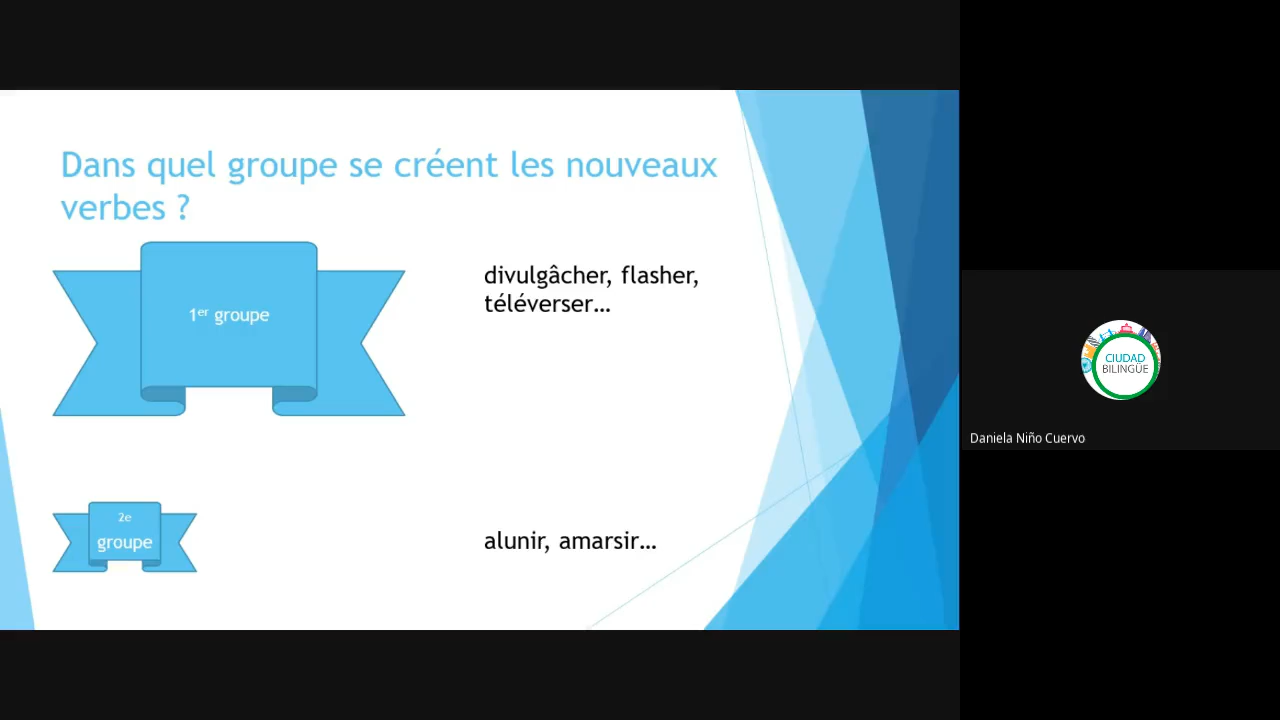 Dans quel groupe se créent les nouveaux
verbes ?
1er groupe
divulgâcher, flasher,
téléverser…
2e
groupe
alunir, amarsir…
CIUDAD
BILINGÜE
Daniela Niño Cuervo